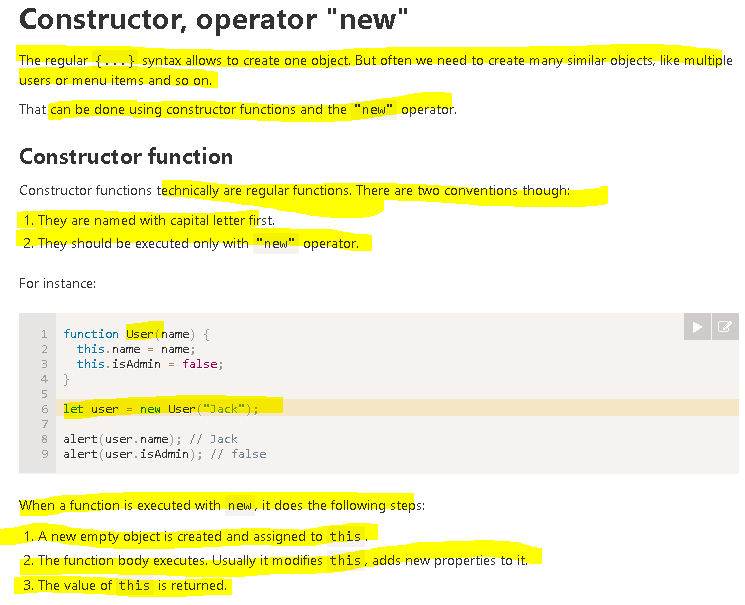 Constructor, operator "new"
The regular {...} syntax allows to create one object. But often we need to create many similar objects, like multiple
users or menu items and so on.
That can be done using constructor functions and the "new" operator.
Constructor function
Constructor functions technically are regular functions. There are two conventions though:
1. They are named with capital letter first.
2. They should be executed only with "new" operator.
For instance:
1 function User(name) {
2   this.name = name;
3   this.isAdmin = false;
4 }
5
6 let user = new User("Jack");
7
8 alert(user.name); // Jack
9 alert(user.isAdmin); // false
When a function is executed with new, it does the following steps:
1. A new empty object is created and assigned to this.
2. The function body executes. Usually it modifies this, adds new properties to it.
3. The value of this is returned.